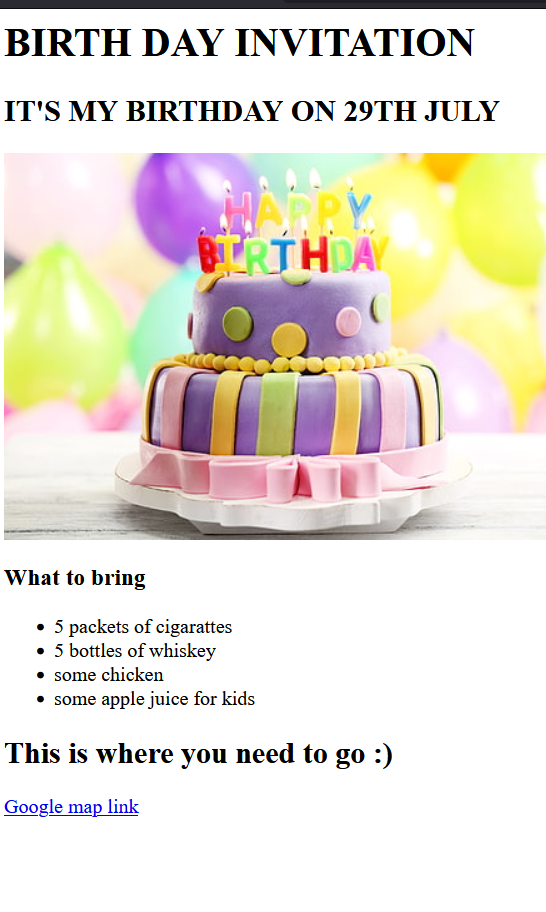 BIRTH DAY INVITATION
IT'S MY BIRTHDAY ON 29TH JULY
HAPPY
BIRTHDAY
What to bring
5 packets of cigarattes
5 bottles of whiskey
some chicken
some apple juice for kids
This is where you need to go :)
Google map link